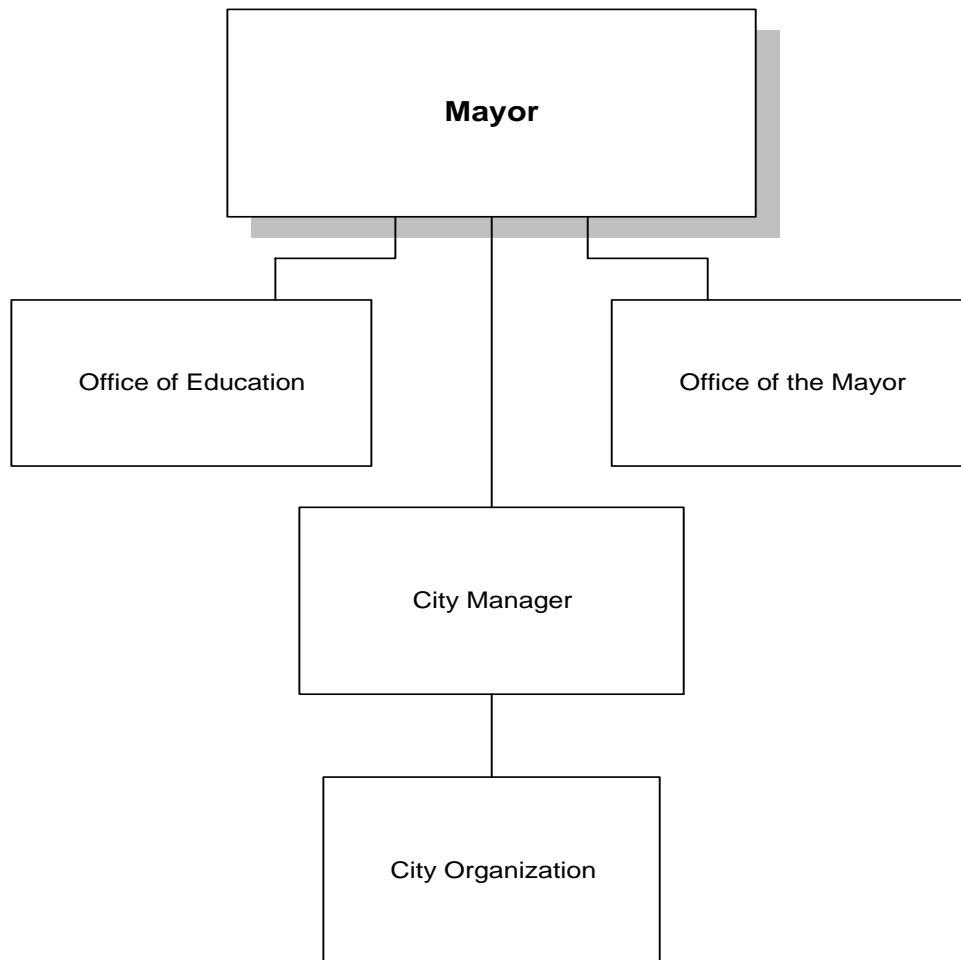 Mayor
Office of Education
Office of the Mayor
City Manager
City Organization